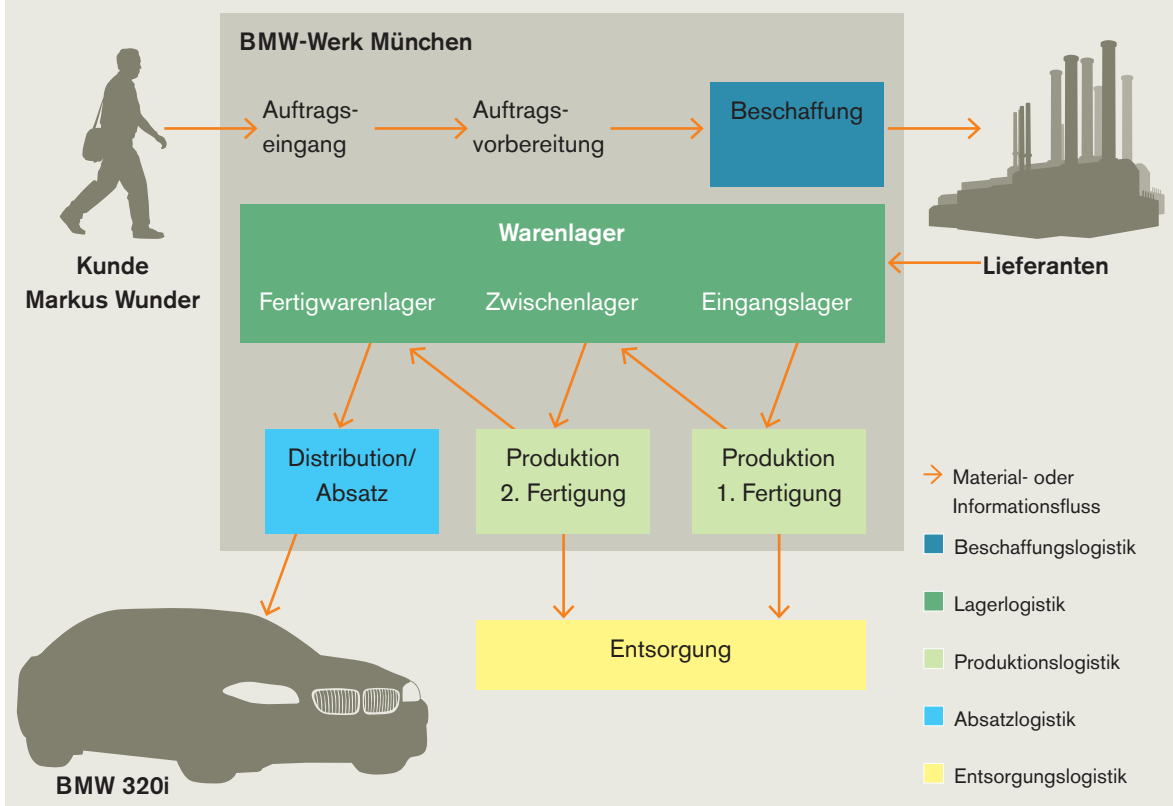 BMW-Werk München
Auftrags-
eingang
Auftrags-
vorbereitung
Beschaffung
Kunde
Markus Wunder
Warenlager
Lieferanten
Fertigwarenlager
Zwischenlager
Eingangslager
Distribution/
Absatz
Produktion
2. Fertigung
Produktion
1. Fertigung
Entsorgung
BMW 320i
Material- oder
Informationsfluss
Beschaffungslogistik
Lagerlogistik
Produktionslogistik
Absatzlogistik
Entsorgungslogistik